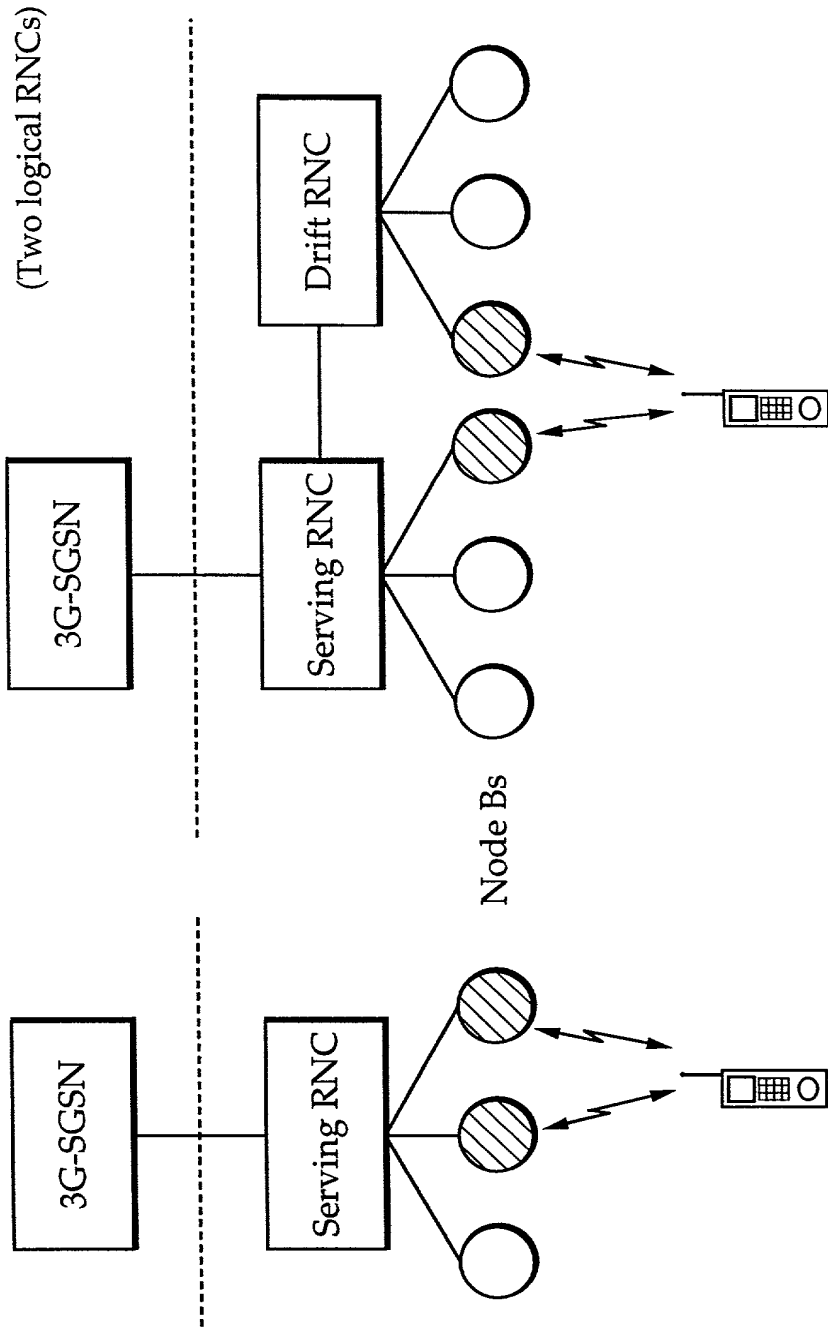 (Two logical RNCs)
3G-SGSN
3G-SGSN
Serving RNC
Serving RNC
Drift RNC
Node Bs